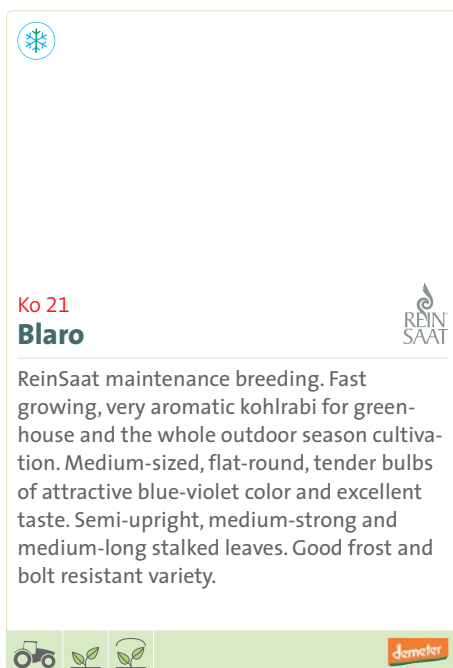 Ko 21
Blaro
REIN
SAAT
ReinSaat maintenance breeding. Fast
growing, very aromatic kohlrabi for green-
house and the whole outdoor season cultiva-
tion. Medium-sized, flat-round, tender bulbs
of attractive blue-violet color and excellent
taste. Semi-upright, medium-strong and
medium-long stalked leaves. Good frost and
bolt resistant variety.
demeter